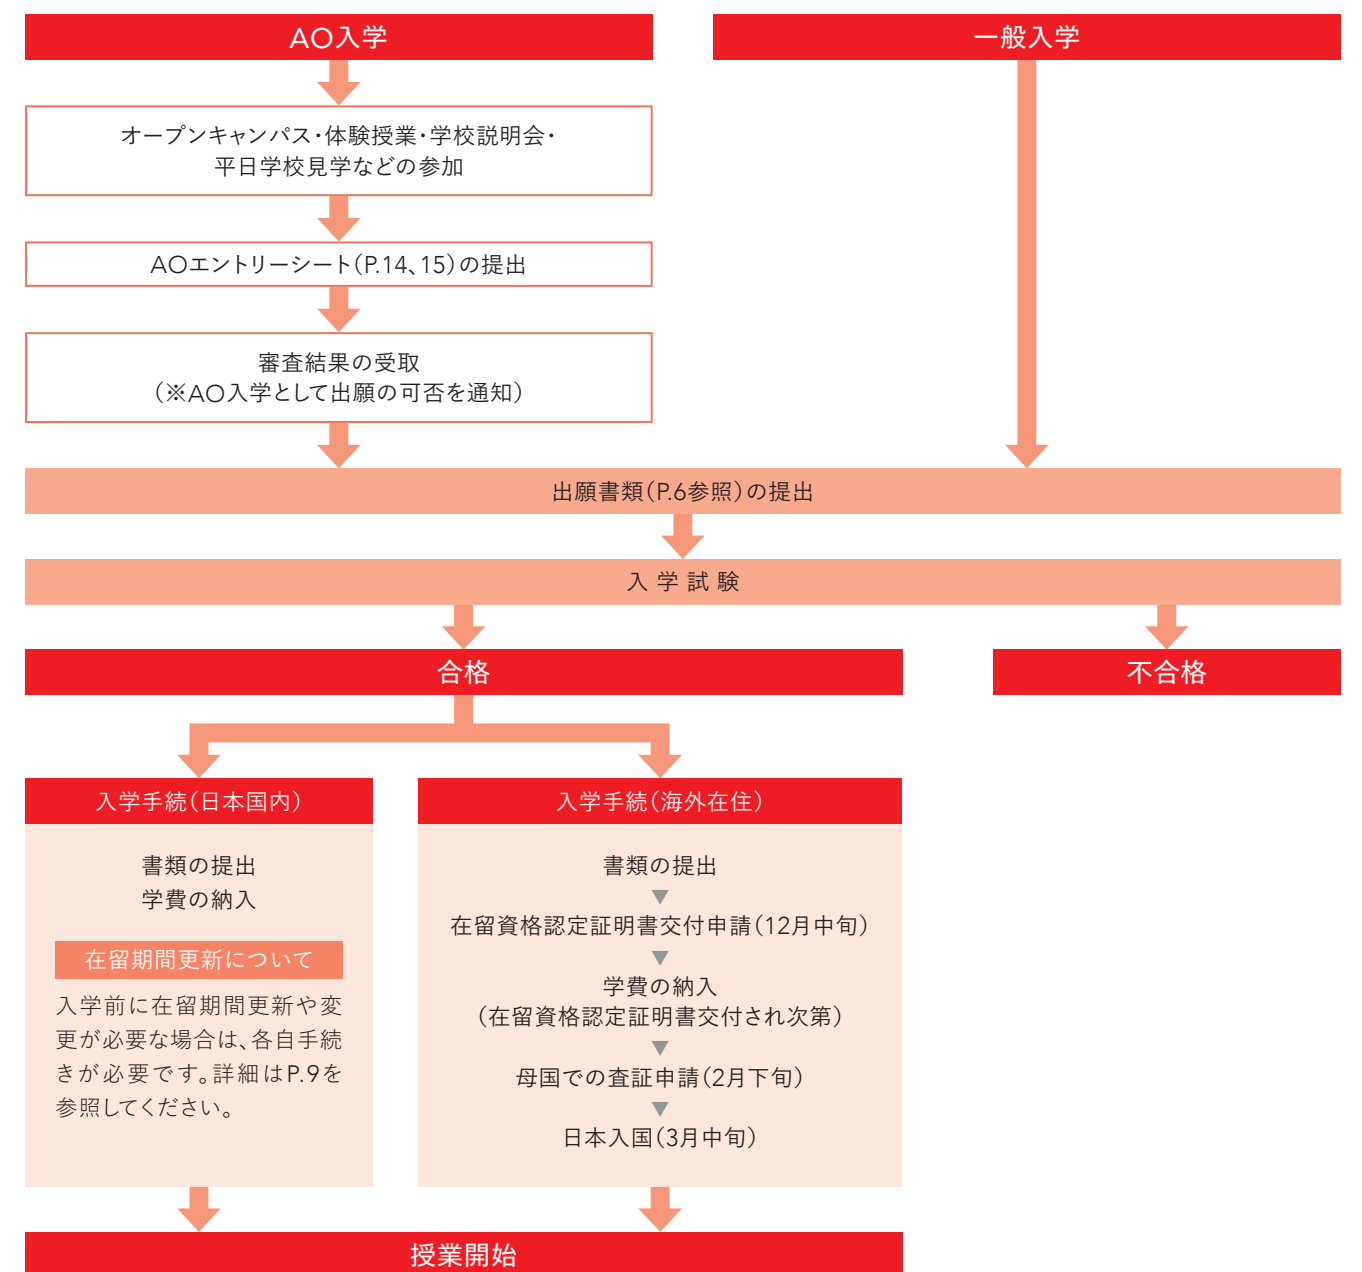 AO入学
一般入学
オープンキャンパス・体験授業・学校説明会・
平日学校見学などの参加
AOエントリーシート(P.14、15)の提出
審査結果の受取
(※AO入学として出願の可否を通知)
出願書類(P.6参照)の提出
入学試験
合格
不合格
入学手続(日本国内)
書類の提出
学費の納入
在留期間更新について
入学前に在留期間更新や変
更が必要な場合は、各自手続
きが必要です。詳細はP.9を
参照してください。
入学手続(海外在住)
書類の提出
▼
在留資格認定証明書交付申請(12月中旬)
▼
学費の納入
(在留資格認定証明書交付され次第)
▼
母国での査証申請(2月下旬)
▼
日本入国(3月中旬)
授業開始